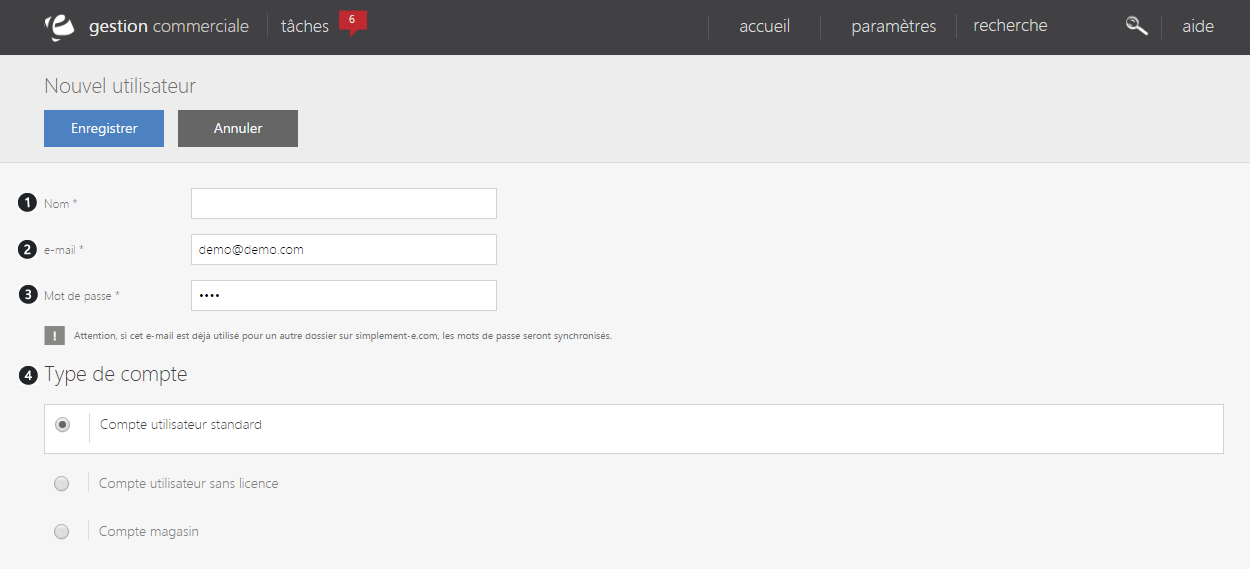 gestion commerciale tâches 6 accueil paramètres recherche aide
Nouvel utilisateur
Enregistrer Annuler
1 Nom *
2 e-mail * demo@demo.com
3 Mot de passe * ••••
! Attention, si cet e-mail est déjà utilisé pour un autre dossier sur simplement-e.com, les mots de passe seront synchronisés.
4 Type de compte
Compte utilisateur standard
Compte utilisateur sans licence
Compte magasin